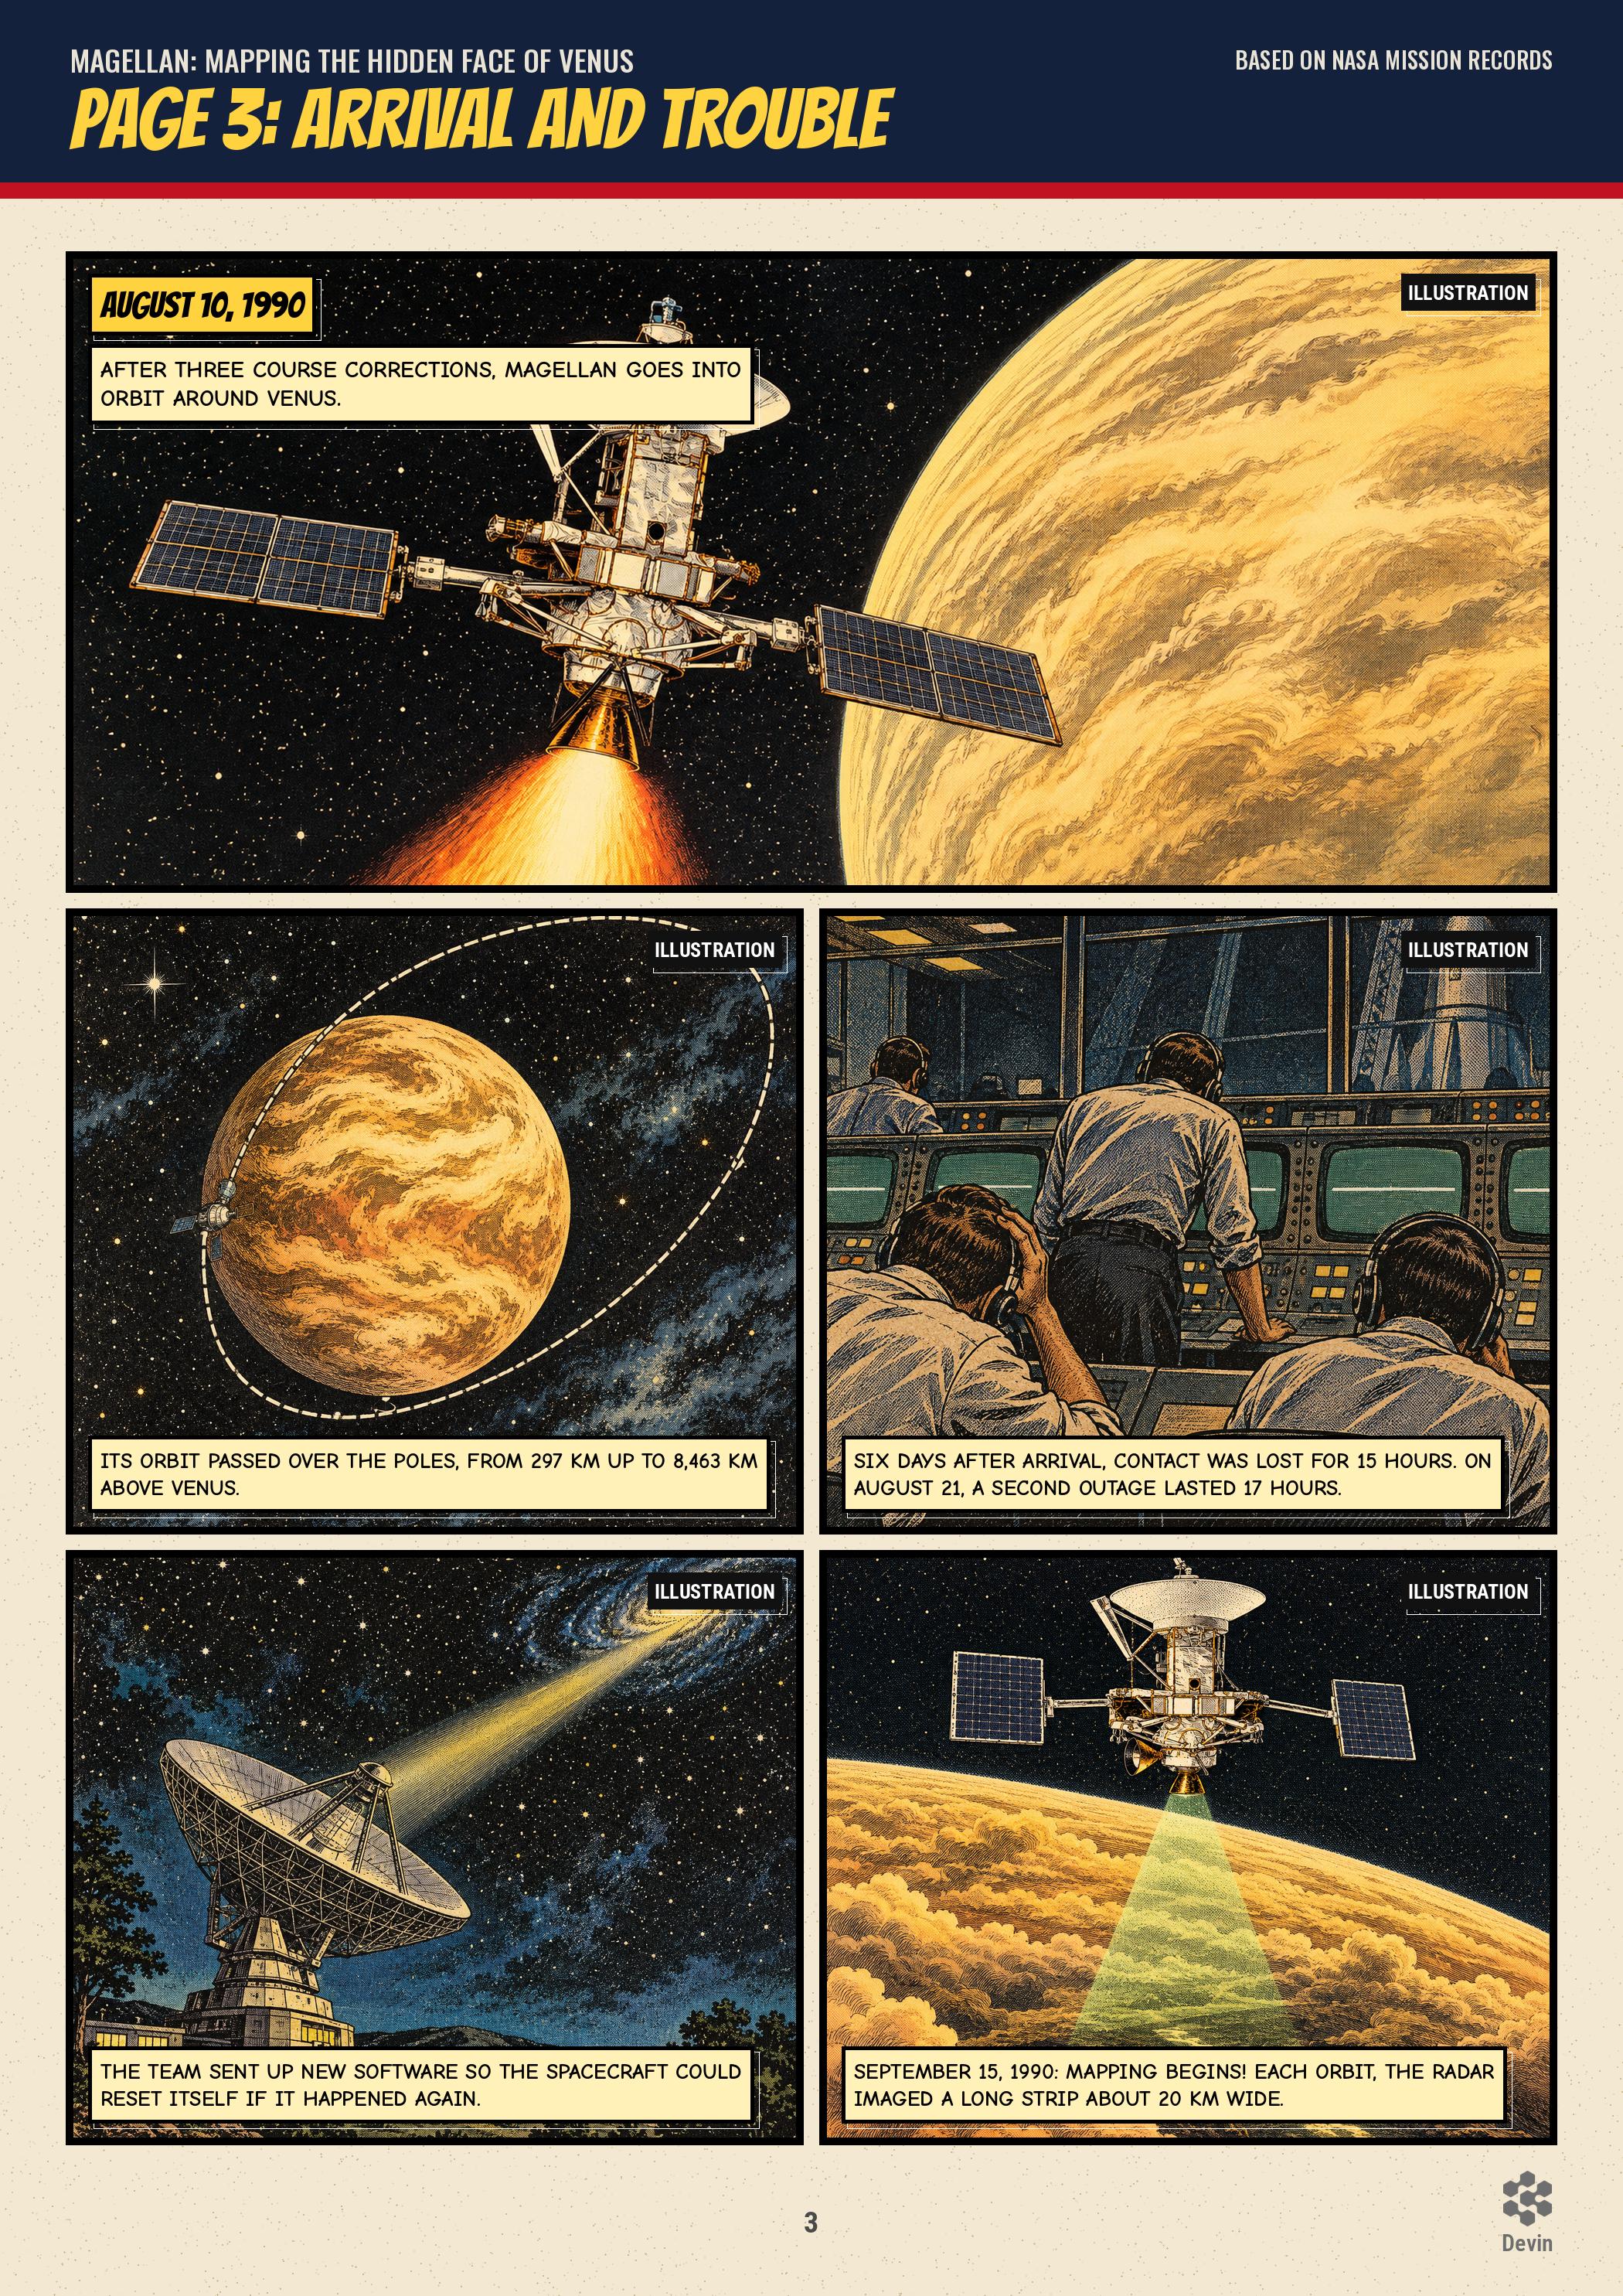 MAGELLAN: MAPPING THE HIDDEN FACE OF VENUS
BASED ON NASA MISSION RECORDS
PAGE 3: ARRIVAL AND TROUBLE
AUGUST 10, 1990
ILLUSTRATION
AFTER THREE COURSE CORRECTIONS, MAGELLAN GOES INTO
ORBIT AROUND VENUS.
ILLUSTRATION
ITS ORBIT PASSED OVER THE POLES, FROM 297 KM UP TO 8,463 KM
ABOVE VENUS.
ILLUSTRATION
SIX DAYS AFTER ARRIVAL, CONTACT WAS LOST FOR 15 HOURS. ON
AUGUST 21, A SECOND OUTAGE LASTED 17 HOURS.
ILLUSTRATION
THE TEAM SENT UP NEW SOFTWARE SO THE SPACECRAFT COULD
RESET ITSELF IF IT HAPPENED AGAIN.
ILLUSTRATION
SEPTEMBER 15, 1990: MAPPING BEGINS! EACH ORBIT, THE RADAR
IMAGED A LONG STRIP ABOUT 20 KM WIDE.
3
Devin